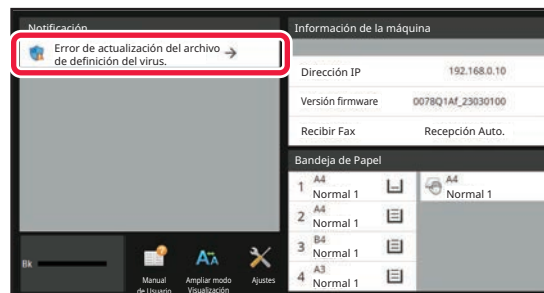 Notificación
Error de actualización del archivo
de definición del virus.
Información de la máquina
Dirección IP 192.168.0.10
Versión firmware 0078Q1Af_23030100
Recibir Fax Recepción Auto.
Bandeja de Papel
1 A4
Normal 1
A4
Normal 1
2 A4
Normal 1
3 B4
Normal 1
4 A3
Normal 1
Bk
Manual
de Usuario
Ampliar modo
Visualización
Ajustes